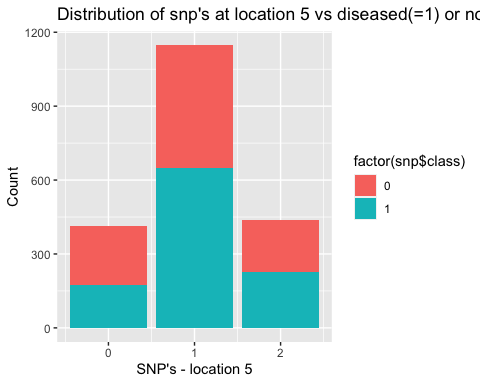 Distribution of snp's at location 5 vs diseased(=1) or no
1200
900
600
300
0
Count
0 1 2
SNP's - location 5
factor(snp$class)
0
1